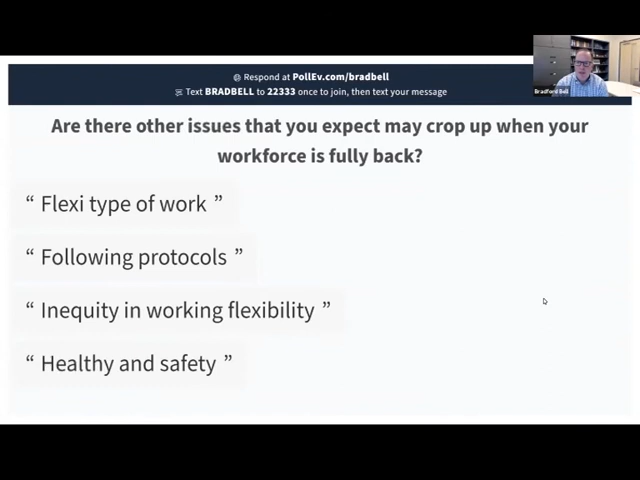 Respond at PollEv.com/bradbell
Text BRADBELL to 22333 once to join, then text your message
Bradford Bell
Are there other issues that you expect may crop up when your
workforce is fully back?
“ Flexi type of work ”
“ Following protocols ”
“ Inequity in working flexibility ”
“ Healthy and safety ”